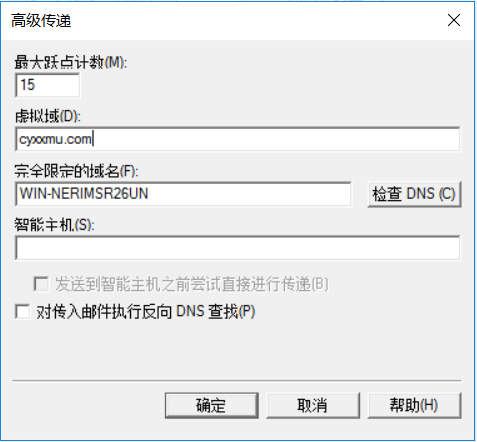 高级传递
最大跃点计数(M):
15
虚拟域(D):
cyxxmu.com
完全限定的域名(F):
WIN-NERIMSR26UN
检查 DNS (C)
智能主机(S):
发送到智能主机之前尝试直接进行传递(B)
对传入邮件执行反向 DNS 查找(P)
确定
取消
帮助(H)